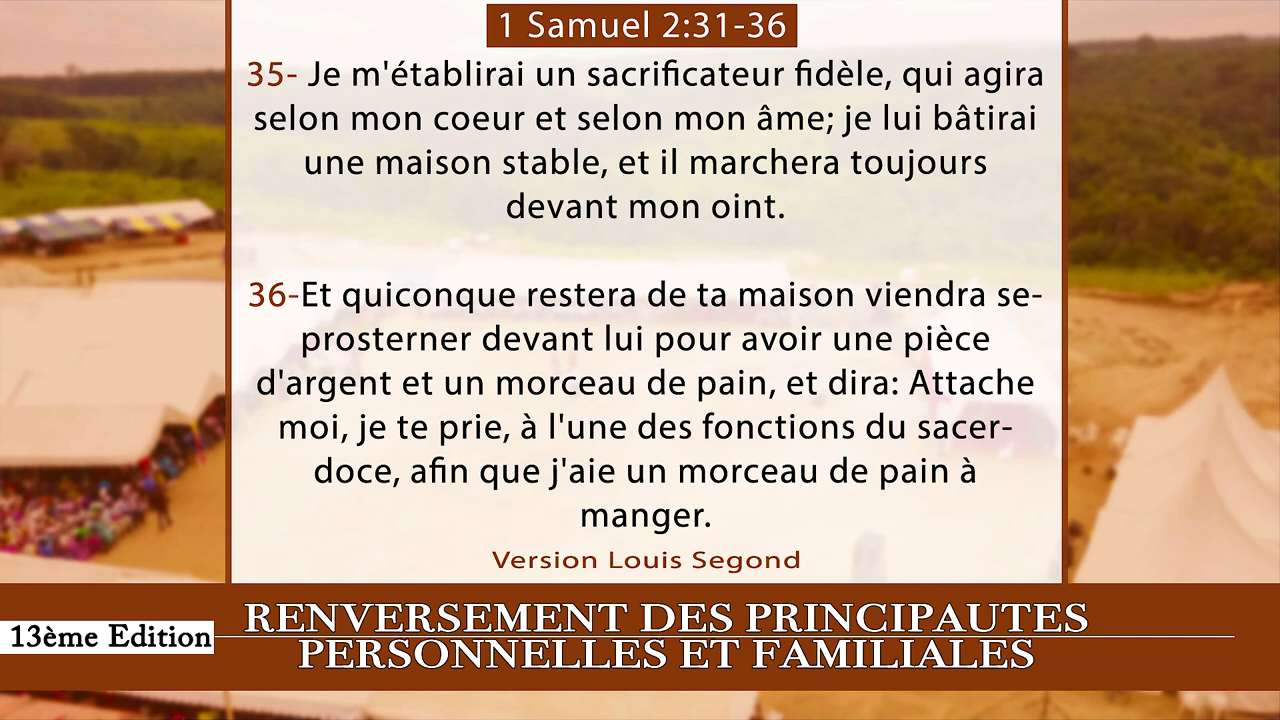 1 Samuel 2:31-36
35- Je m'établirai un sacrificateur fidèle, qui agira
selon mon coeur et selon mon âme; je lui bâtirai
une maison stable, et il marchera toujours
devant mon oint.
36-Et quiconque restera de ta maison viendra se-
prosterner devant lui pour avoir une pièce
d'argent et un morceau de pain, et dira: Attache
moi, je te prie, à l'une des fonctions du sacer-
doce, afin que j'aie un morceau de pain à
manger.
Version Louis Segond
13ème Edition
RENVERSEMENT DES PRINCIPAUTES
PERSONNELLES ET FAMILIALES